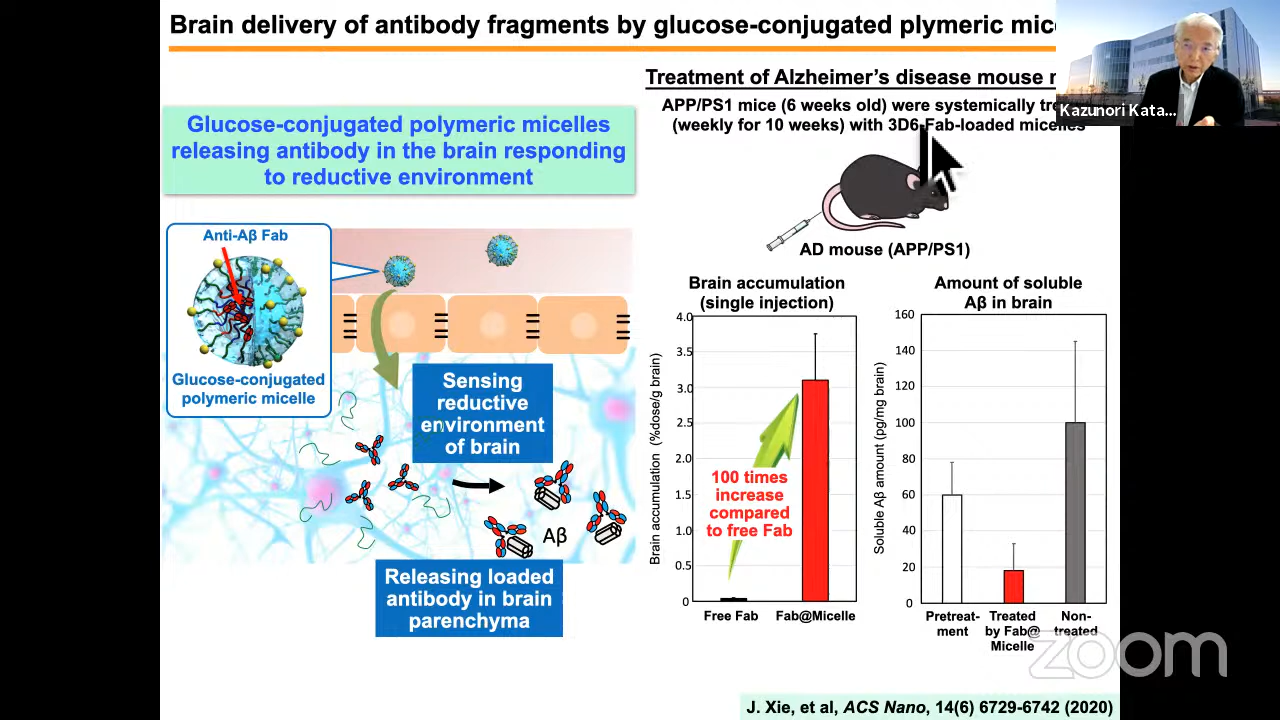 Brain delivery of antibody fragments by glucose-conjugated plymeric mic
Kazunori Kata...
Treatment of Alzheimer's disease mouse
APP/PS1 mice (6 weeks old) were systemically tre
(weekly for 10 weeks) with 3D6-Fab-loaded micelles
Glucose-conjugated polymeric micelles
releasing antibody in the brain responding
to reductive environment
Anti-Aβ Fab
Glucose-conjugated
polymeric micelle
Sensing
reductive
environment
of brain
Aβ
Releasing loaded
antibody in brain
parenchyma
AD mouse (APP/PS1)
Brain accumulation
(single injection)
Brain accumulation (%dose/g brain)
4.0
3.5
3.0
2.5
2.0
1.5
1.0
0.5
0
100 times
increase
compared
to free Fab
Free Fab
Fab@Micelle
Amount of soluble
Aβ in brain
Soluble Aβ amount (pg/mg brain)
160
140
120
100
80
60
40
20
0
Pretreat-
ment
Treated
by Fab@
Micelle
Non-
treated
zoom
J. Xie, et al, ACS Nano, 14(6) 6729-6742 (2020)